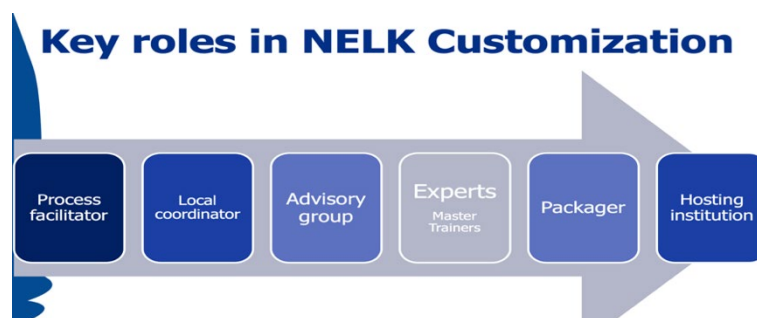 Key roles in NELK Customization
Process
facilitator
Local
coordinator
Advisory
group
Experts
Master
Trainers
Packager
Hosting
institution